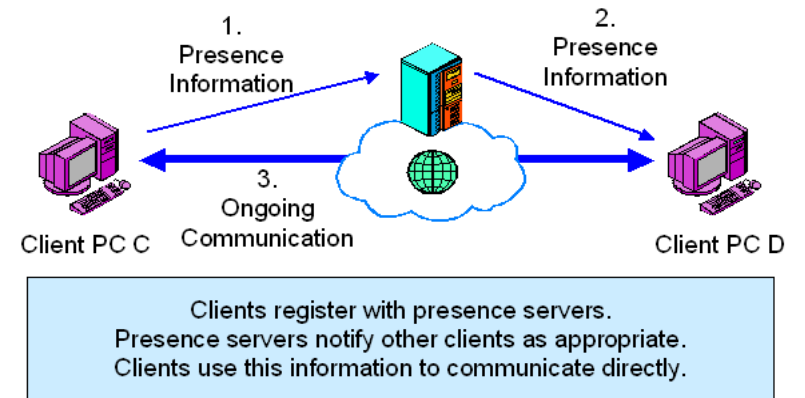 1.
Presence
Information
2.
Presence
Information
3.
Ongoing
Communication
Client PC C
Client PC D
Clients register with presence servers.
Presence servers notify other clients as appropriate.
Clients use this information to communicate directly.